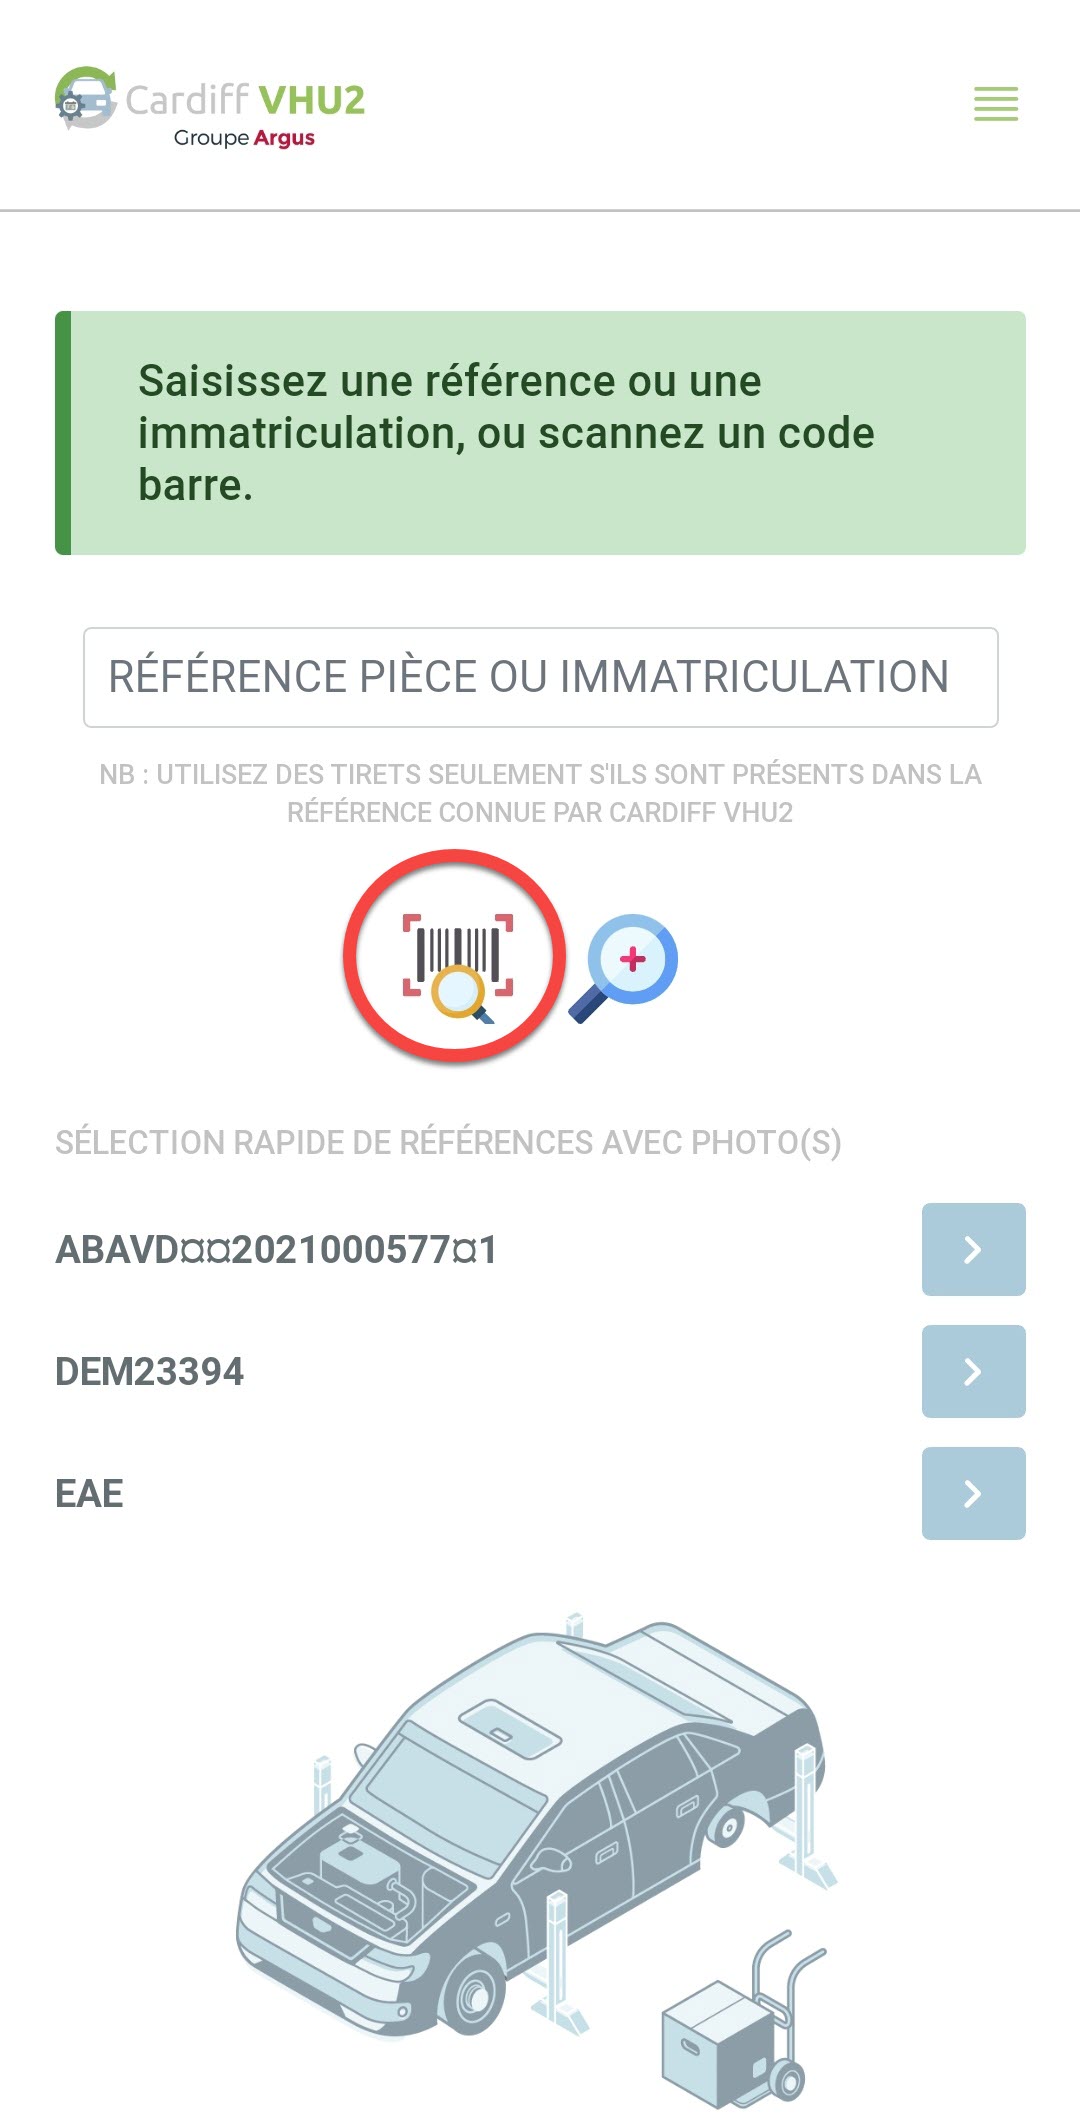 Cardiff VHU2
Groupe Argus
Saisissez une référence ou une
immatriculation, ou scannez un code
barre.
RÉFÉRENCE PIÈCE OU IMMATRICULATION
NB : UTILISEZ DES TIRETS SEULEMENT S'ILS SONT PRÉSENTS DANS LA
RÉFÉRENCE CONNUE PAR CARDIFF VHU2
SÉLECTION RAPIDE DE RÉFÉRENCES AVEC PHOTO(S)
ABAVD¤¤2021000577¤1
DEM23394
EAE